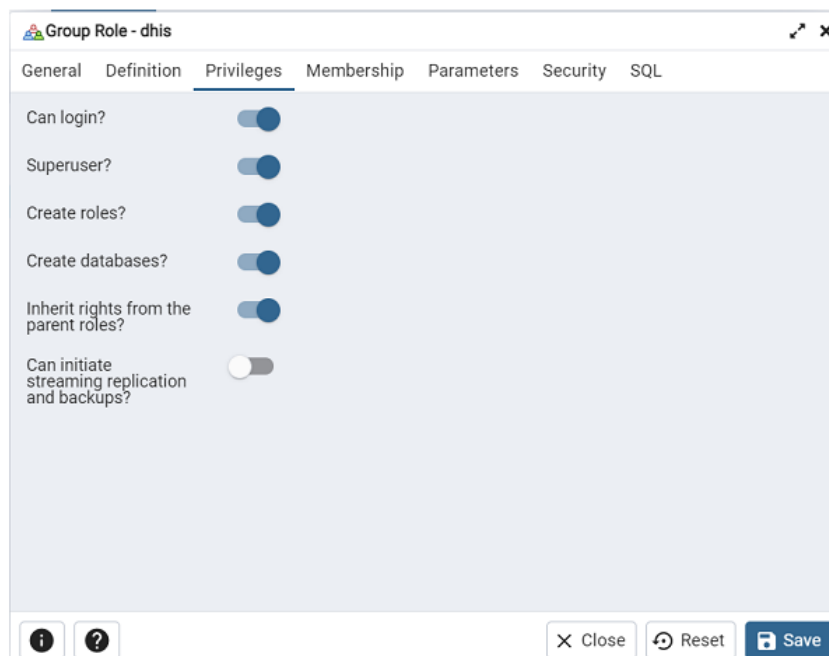 Group Role - dhis
General Definition Privileges Membership Parameters Security SQL
Can login?
Superuser?
Create roles?
Create databases?
Inherit rights from the
parent roles?
Can initiate
streaming replication
and backups?
Close Reset Save